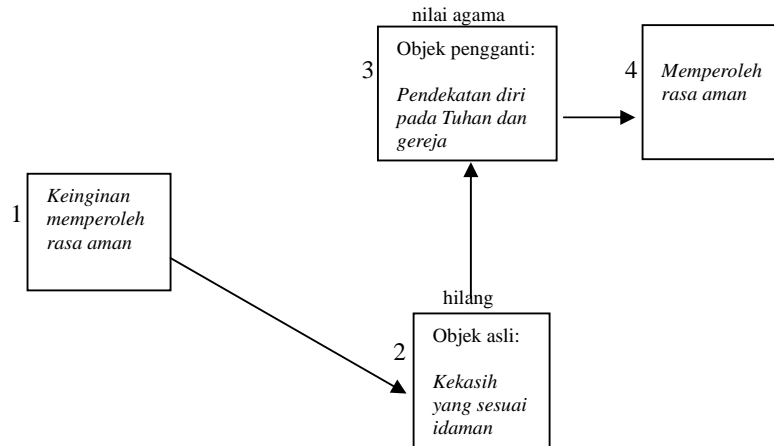 1
Keinginan
memperoleh
rasa aman
hilang
2
Objek asli:
Kekasih
yang sesuai
idaman
nilai agama
3
Objek pengganti:
Pendekatan diri
pada Tuhan dan
gereja
4
Memperoleh
rasa aman